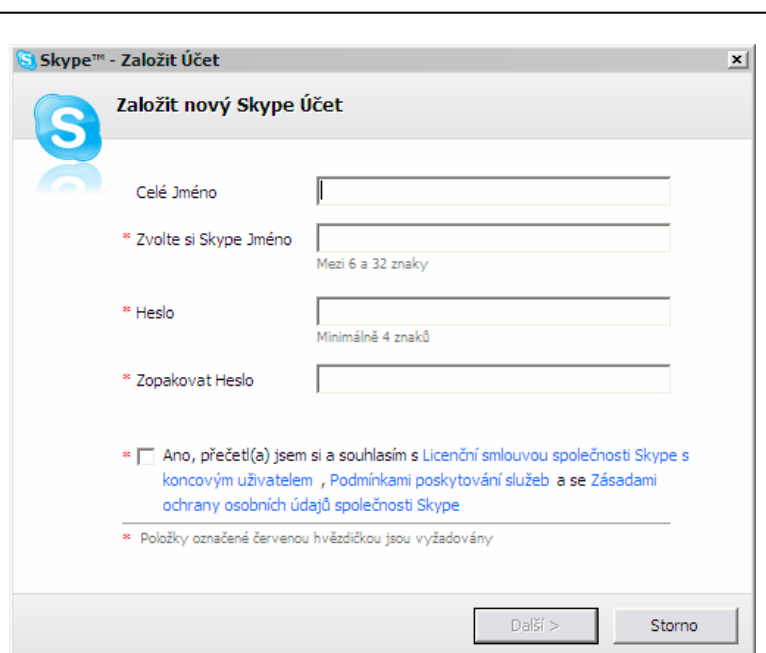 Skype™ - Založit Účet
Založit nový Skype Účet
Celé Jméno
* Zvolte si Skype Jméno
Mezi 6 a 32 znaky
* Heslo
Minimálně 4 znaků
* Zopakovat Heslo
* Ano, přečetl(a) jsem si a souhlasím s Licenční smlouvou společnosti Skype s
koncovým uživatelem , Podmínkami poskytování služeb a se Zásadami
ochrany osobních údajů společnosti Skype
* Položky označené červenou hvězdičkou jsou vyžadovány
Další > Storno